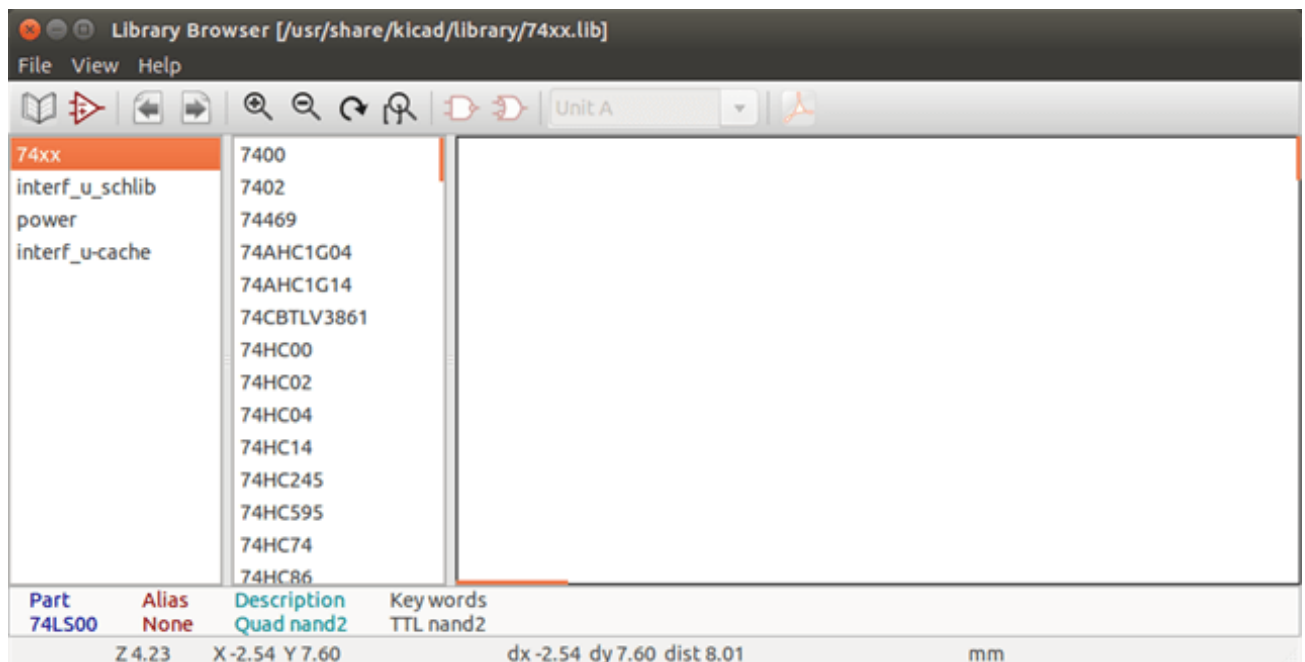 Library Browser [/usr/share/kicad/library/74xx.lib]
File View Help
Unit A
74xx
interf_u_schlib
power
interf_u-cache
7400
7402
74469
74AHC1G04
74AHC1G14
74CBTLV3861
74HC00
74HC02
74HC04
74HC14
74HC245
74HC595
74HC74
74HC86
Part Alias Description Key words
74LS00 None Quad nand2 TTL nand2
Z 4.23 X -2.54 Y 7.60 dx -2.54 dy 7.60 dist 8.01 mm